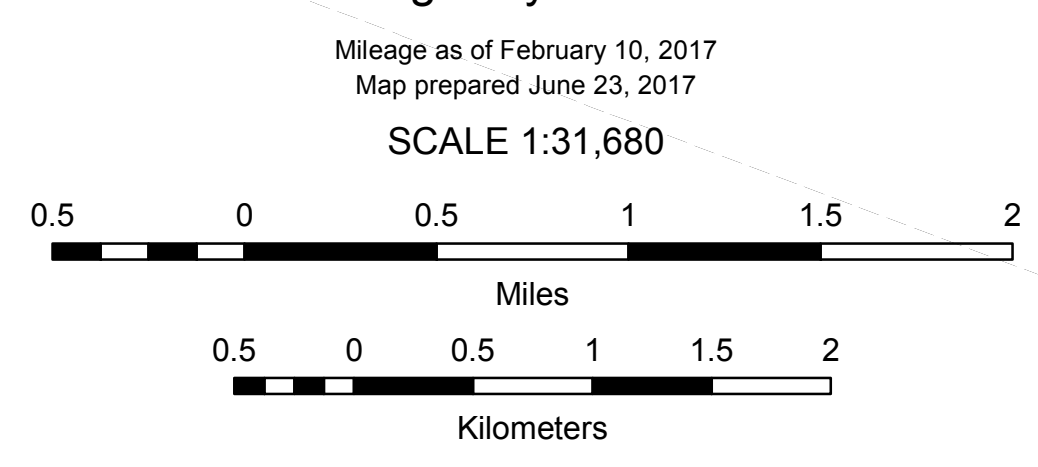 Mileage as of February 10, 2017
Map prepared June 23, 2017
SCALE 1:31,680
0.5 0 0.5 1 1.5 2
Miles
0.5 0 0.5 1 1.5 2
Kilometers